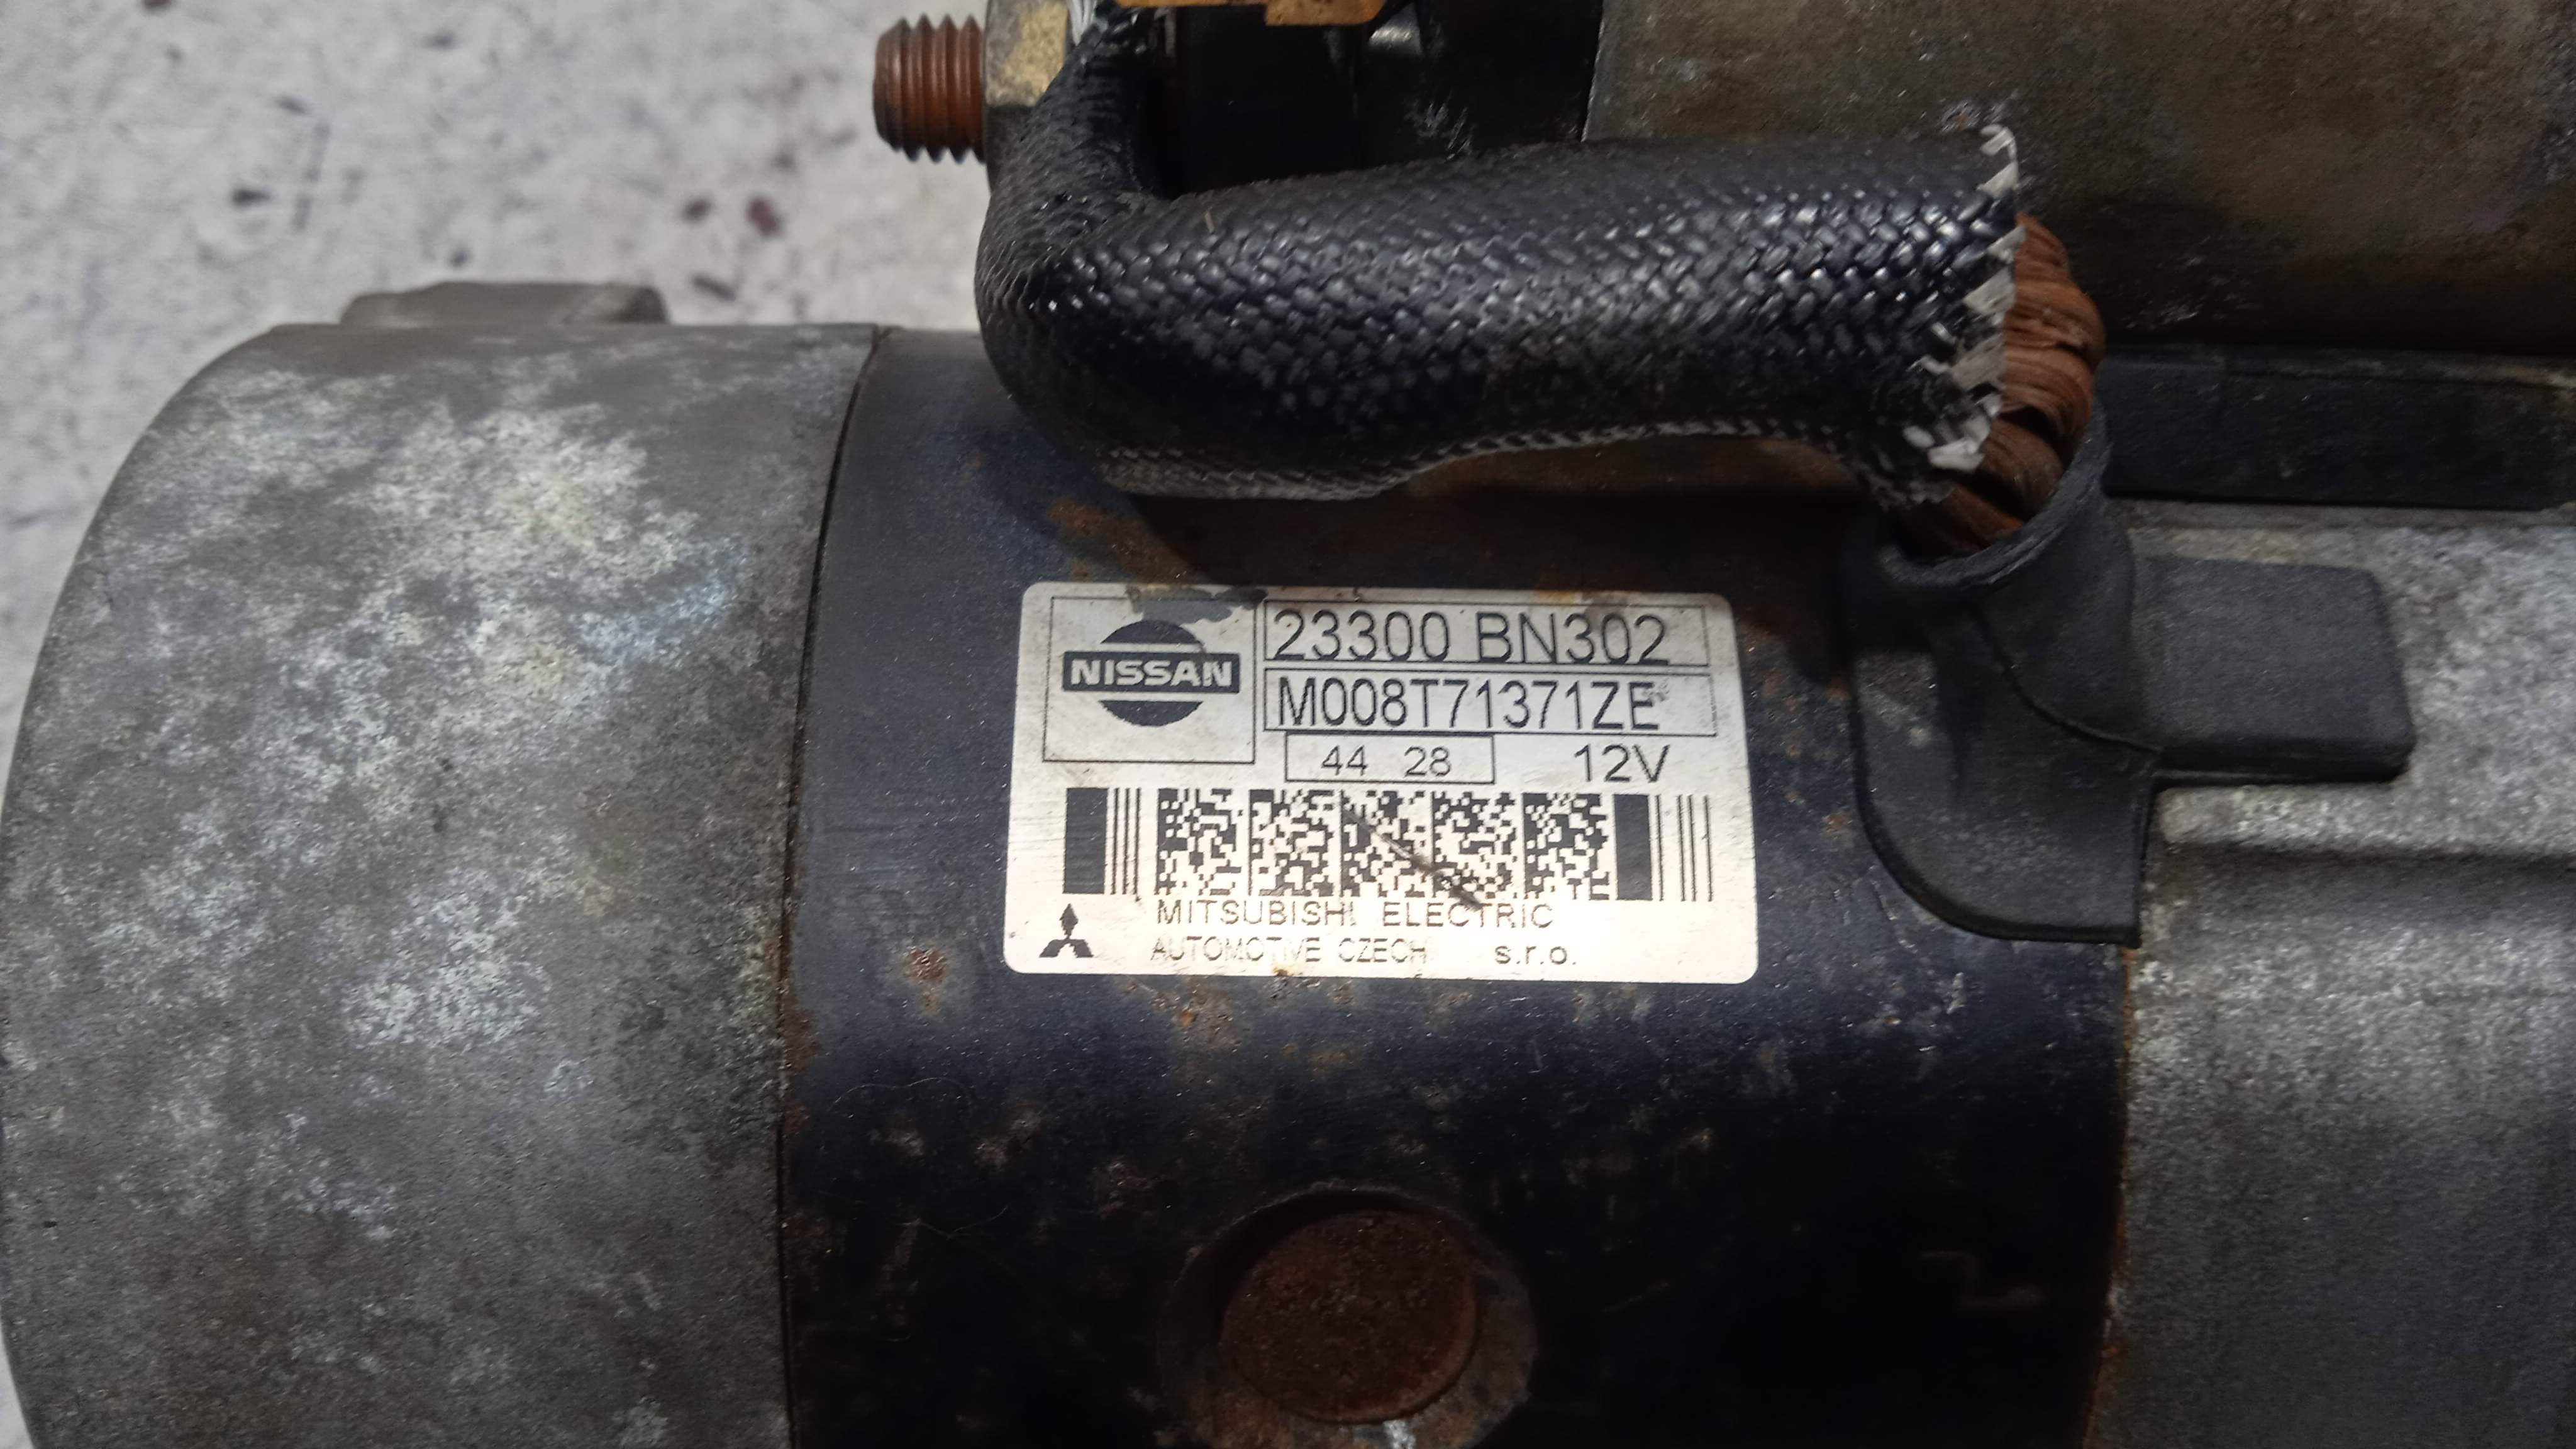 NISSAN
23300 BN302
M008T71371ZE
44 28 12V
MITSUBISHI ELECTRIC
AUTOMOTIVE CZECH s.r.o.